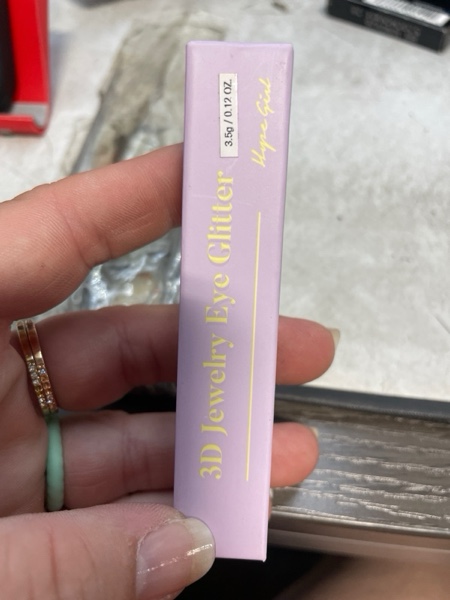 3D Jewelry Eye Glitter
Hype Girl
3.5g / 0.12 OZ.